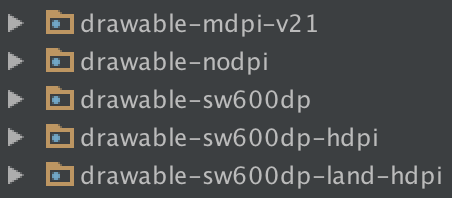 drawable-mdpi-v21
drawable-nodpi
drawable-sw600dp
drawable-sw600dp-hdpi
drawable-sw600dp-land-hdpi